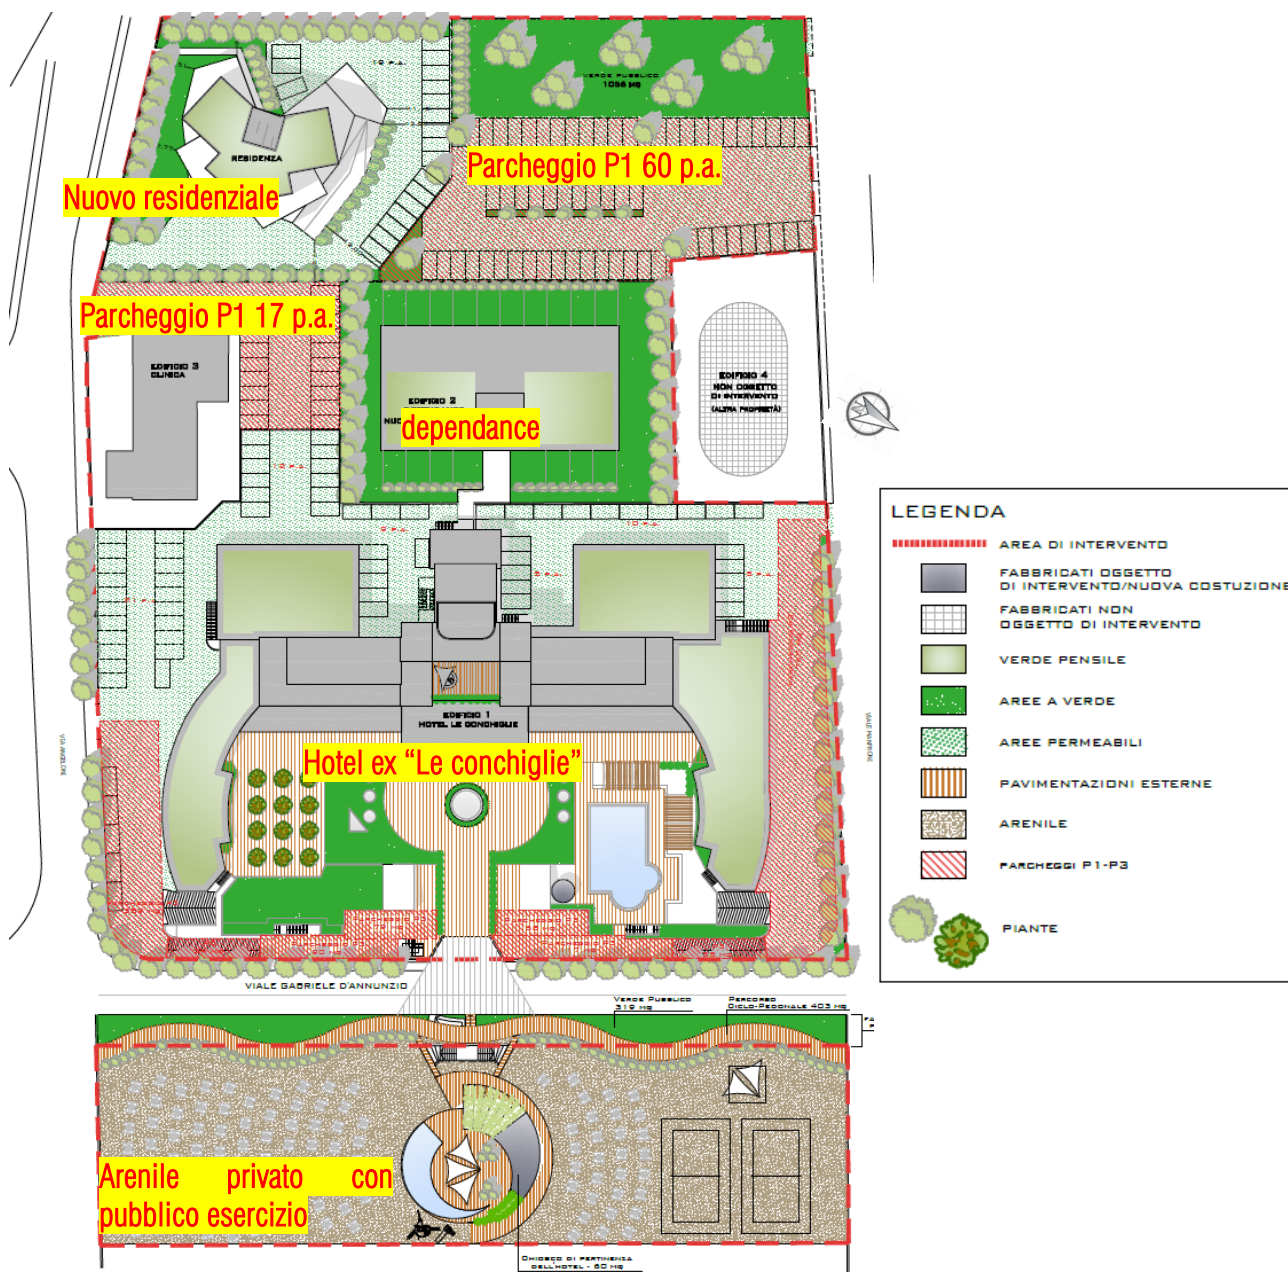 19 P.A.
VERDE PUBBLICO
1056 MQ
RESIDENZA
Parcheggio P1 60 p.a.
Nuovo residenziale
Parcheggio P1 17 p.a.
EDIFICIO 3
CLINICA
EDIFICIO 2
dependance
EDIFICIO 4
NON OGGETTO
DI INTERVENTO
(ALTRA PROPRIETÀ)
10 P.A.
LEGENDA
AREA DI INTERVENTO
FABBRICATI OGGETTO
DI INTERVENTO/NUOVA COSTUZIONE
FABBRICATI NON
OGGETTO DI INTERVENTO
VERDE PENSILE
AREE A VERDE
AREE PERMEABILI
PAVIMENTAZIONI ESTERNE
ARENILE
PARCHEGGI P1-P3
PIANTE
EDIFICIO 1
HOTEL LE CONCHIGLIE
Hotel ex “Le conchiglie”
VIALE GABRIELE D'ANNUNZIO
VERDE PUBBLICO
319 MQ
PERCORSO
CICLO-PEDONALE 403 MQ
Arenile privato con
pubblico esercizio
CHIOSCO DI PERTINENZA
DELL'HOTEL - 60 MQ